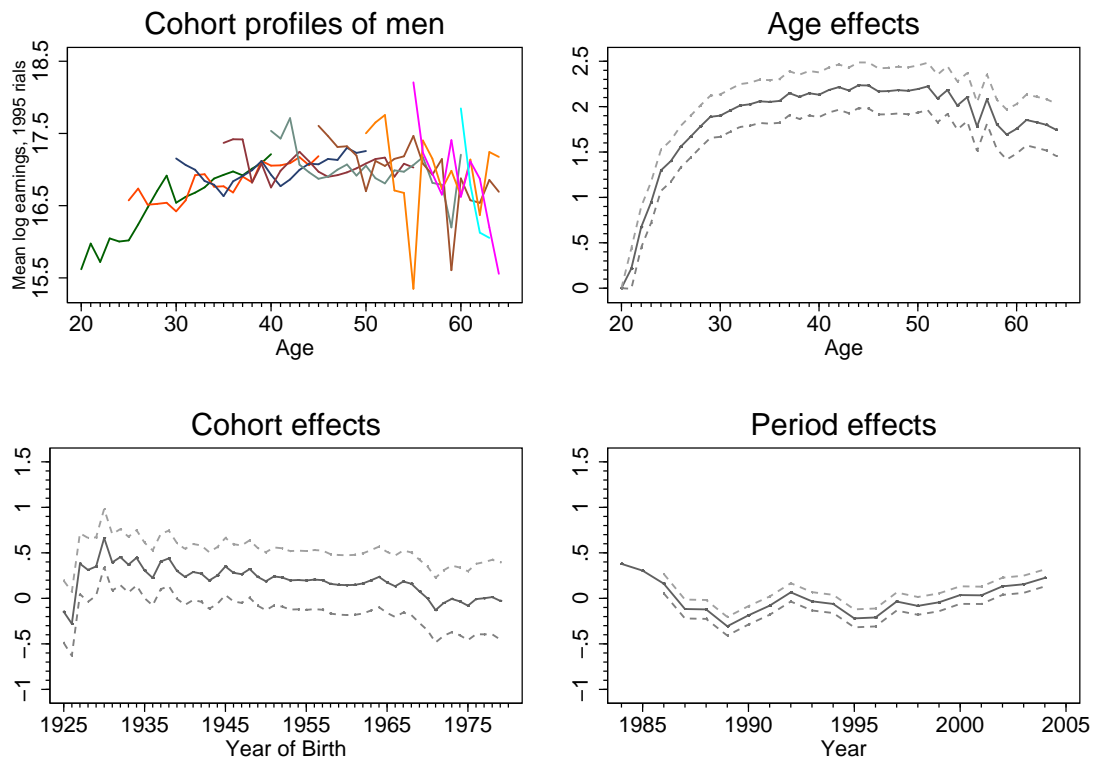 Cohort profiles of men
Mean log earnings, 1995 rials
18.5
17.5
16.5
15.5
20 30 40 50 60
Age
Age effects
2.5
2
1.5
1
.5
0
20 30 40 50 60
Age
Cohort effects
1.5
1
.5
0
−.5
−1
1925 1935 1945 1955 1965 1975
Year of Birth
Period effects
1.5
1
.5
0
−.5
−1
1985 1990 1995 2000 2005
Year